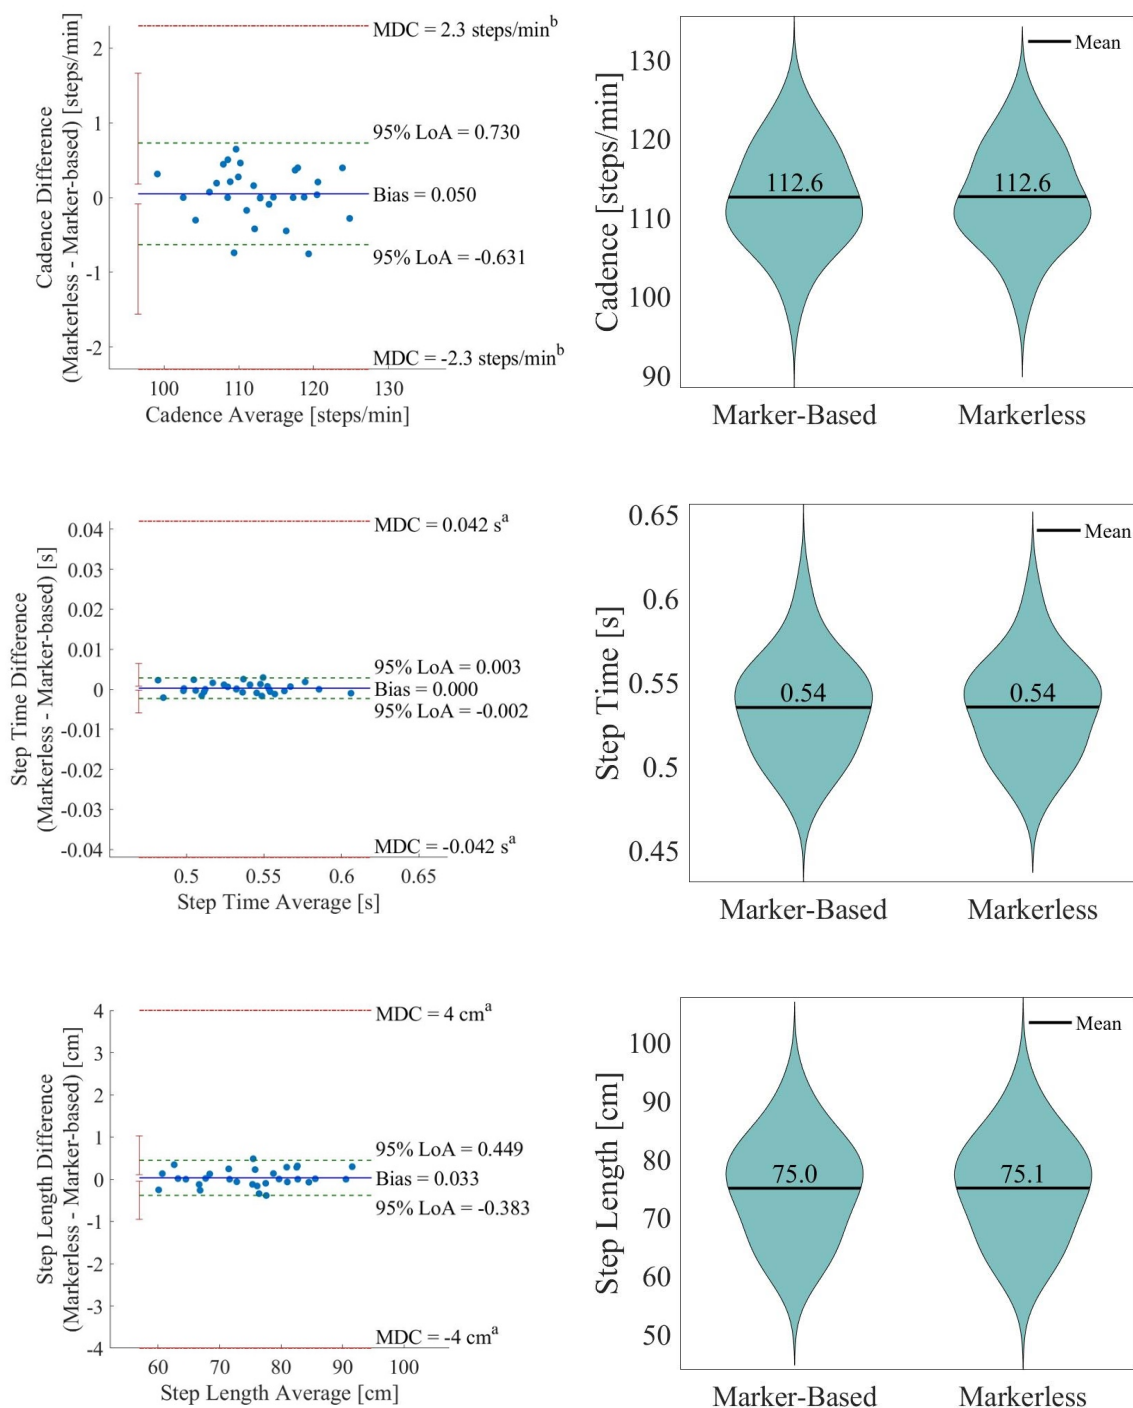 Cadence Difference
(Markerless - Marker-based) [steps/min]
2
1
0
-1
-2
MDC = 2.3 steps/min^b
95% LoA = 0.730
Bias = 0.050
95% LoA = -0.631
MDC = -2.3 steps/min^b
100 110 120 130
Cadence Average [steps/min]
Cadence [steps/min]
130
120
110
100
90
Mean
112.6 112.6
Marker-Based Markerless
Step Time Difference
(Markerless - Marker-based) [s]
0.04
0.03
0.02
0.01
0
-0.01
-0.02
-0.03
-0.04
MDC = 0.042 s^a
95% LoA = 0.003
Bias = 0.000
95% LoA = -0.002
MDC = -0.042 s^a
0.5 0.55 0.6 0.65
Step Time Average [s]
Step Time [s]
0.65
0.6
0.55
0.5
0.45
Mean
0.54 0.54
Marker-Based Markerless
Step Length Difference
(Markerless - Marker-based) [cm]
4
3
2
1
0
-1
-2
-3
-4
MDC = 4 cm^a
95% LoA = 0.449
Bias = 0.033
95% LoA = -0.383
MDC = -4 cm^a
60 70 80 90 100
Step Length Average [cm]
Step Length [cm]
100
90
80
70
60
50
Mean
75.0 75.1
Marker-Based Markerless